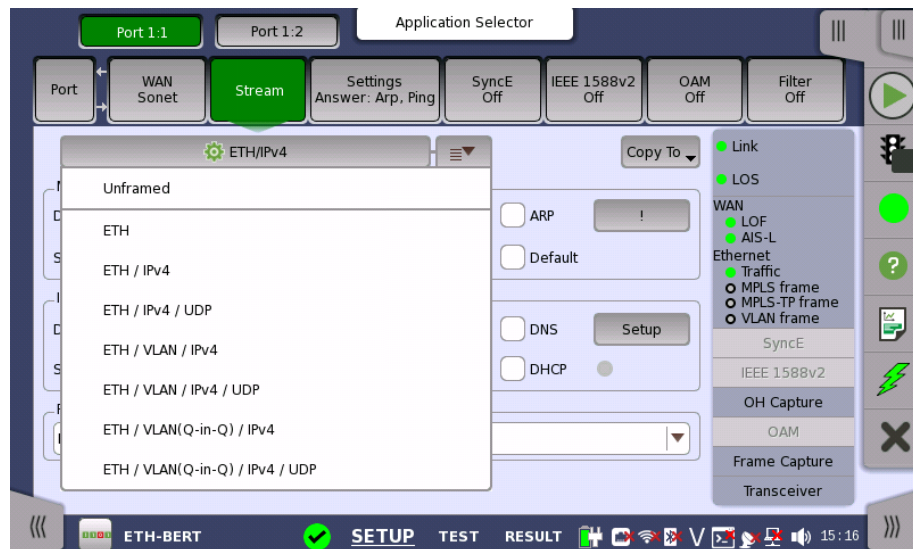 Application Selector
Port 1:1
Port 1:2
Port
WAN
Sonet
Stream
Settings
Answer: Arp, Ping
SyncE
Off
IEEE 1588v2
Off
OAM
Off
Filter
Off
ETH/IPv4
Copy To
Unframed
ETH
ETH / IPv4
ETH / IPv4 / UDP
ETH / VLAN / IPv4
ETH / VLAN / IPv4 / UDP
ETH / VLAN(Q-in-Q) / IPv4
ETH / VLAN(Q-in-Q) / IPv4 / UDP
ARP
!
Default
DNS
Setup
DHCP
Link
LOS
WAN
LOF
AIS-L
Ethernet
Traffic
MPLS frame
MPLS-TP frame
VLAN frame
SyncE
IEEE 1588v2
OH Capture
OAM
Frame Capture
Transceiver
ETH-BERT
SETUP
TEST
RESULT
V
15:16